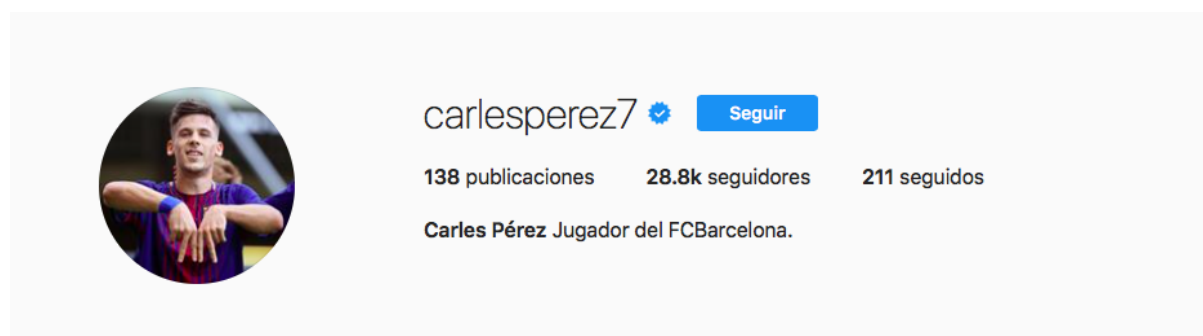 carlesperez7 Seguir
138 publicaciones 28.8k seguidores 211 seguidos
Carles Pérez Jugador del FCBarcelona.